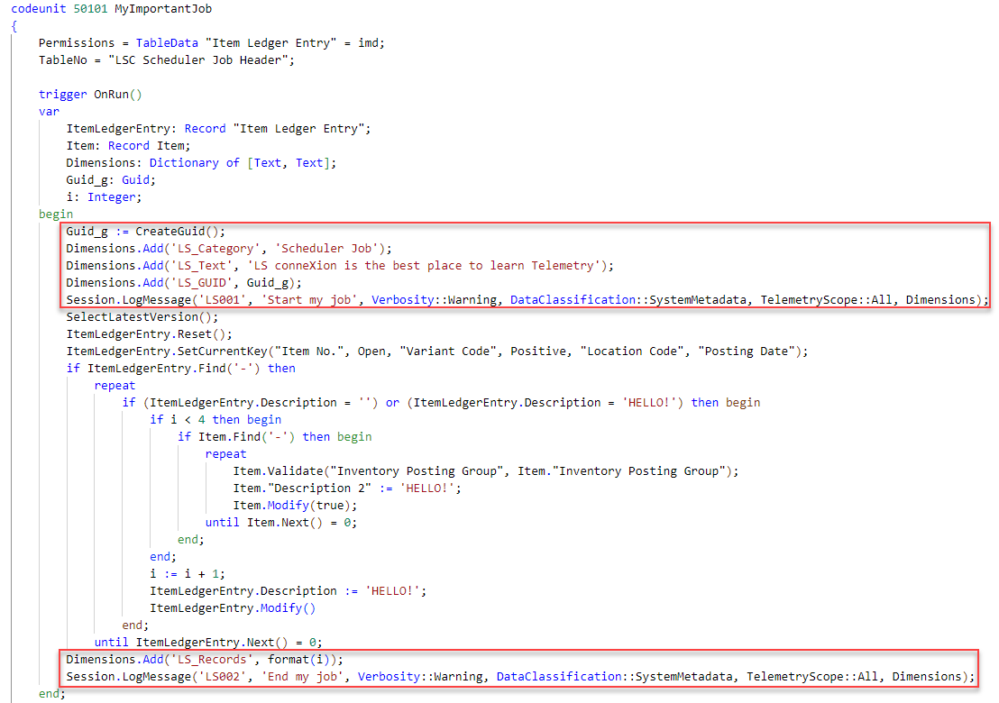 codeunit 50101 MyImportantJob
{
Permissions = TableData "Item Ledger Entry" = imd;
TableNo = "LSC Scheduler Job Header";
trigger OnRun()
var
ItemLedgerEntry: Record "Item Ledger Entry";
Item: Record Item;
Dimensions: Dictionary of [Text, Text];
Guid_g: Guid;
i: Integer;
begin
Guid_g := CreateGuid();
Dimensions.Add('LS_Category', 'Scheduler Job');
Dimensions.Add('LS_Text', 'LS conneXion is the best place to learn Telemetry');
Dimensions.Add('LS_GUID', Guid_g);
Session.LogMessage('LS001', 'Start my job', Verbosity::Warning, DataClassification::SystemMetadata, TelemetryScope::All, Dimensions);
SelectLatestVersion();
ItemLedgerEntry.Reset();
ItemLedgerEntry.SetCurrentKey("Item No.", Open, "Variant Code", Positive, "Location Code", "Posting Date");
if ItemLedgerEntry.Find('-') then
repeat
if (ItemLedgerEntry.Description = '') or (ItemLedgerEntry.Description = 'HELLO!') then begin
if i < 4 then begin
if Item.Find('-') then begin
repeat
Item.Validate("Inventory Posting Group", Item."Inventory Posting Group");
Item."Description 2" := 'HELLO!';
Item.Modify(true);
until Item.Next() = 0;
end;
end;
i := i + 1;
ItemLedgerEntry.Description := 'HELLO!';
ItemLedgerEntry.Modify()
end;
until ItemLedgerEntry.Next() = 0;
Dimensions.Add('LS_Records', format(i));
Session.LogMessage('LS002', 'End my job', Verbosity::Warning, DataClassification::SystemMetadata, TelemetryScope::All, Dimensions);
end;